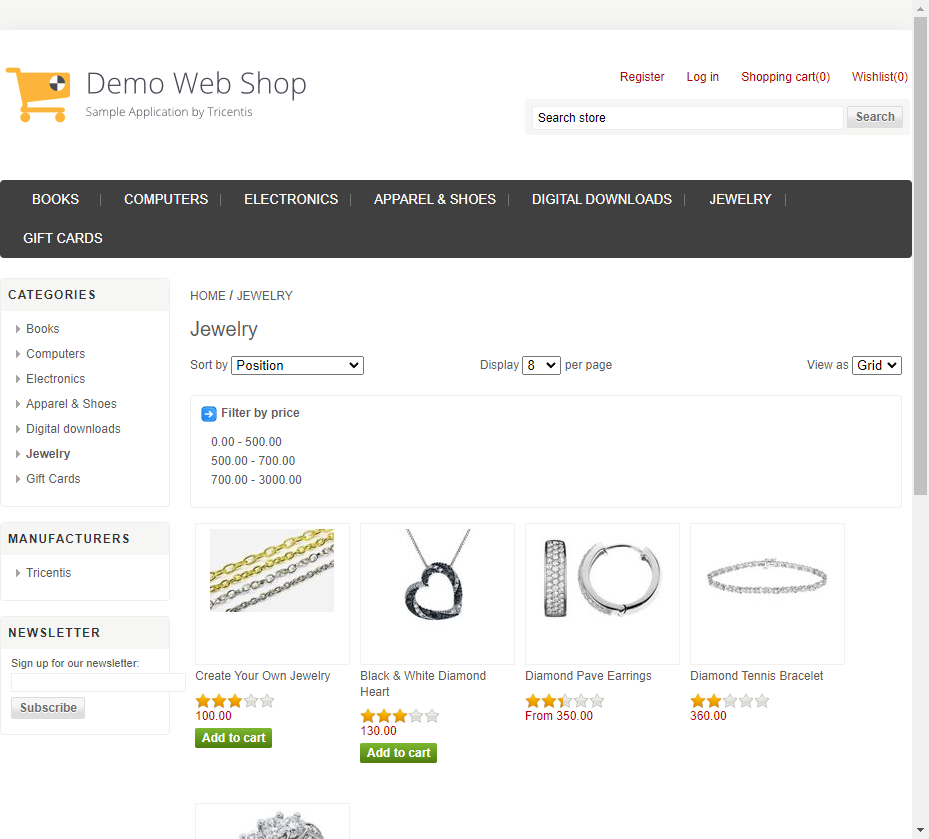 Demo Web Shop
Sample Application by Tricentis
Register Log in Shopping cart(0) Wishlist(0)
Search store Search
BOOKS COMPUTERS ELECTRONICS APPAREL & SHOES DIGITAL DOWNLOADS JEWELRY
GIFT CARDS
CATEGORIES
Books
Computers
Electronics
Apparel & Shoes
Digital downloads
Jewelry
Gift Cards
MANUFACTURERS
Tricentis
NEWSLETTER
Sign up for our newsletter:
Subscribe
HOME / JEWELRY
Jewelry
Sort by Position Display 8 per page View as Grid
Filter by price
0.00 - 500.00
500.00 - 700.00
700.00 - 3000.00
Create Your Own Jewelry
100.00
Add to cart
Black & White Diamond
Heart
130.00
Add to cart
Diamond Pave Earrings
From 350.00
Diamond Tennis Bracelet
360.00